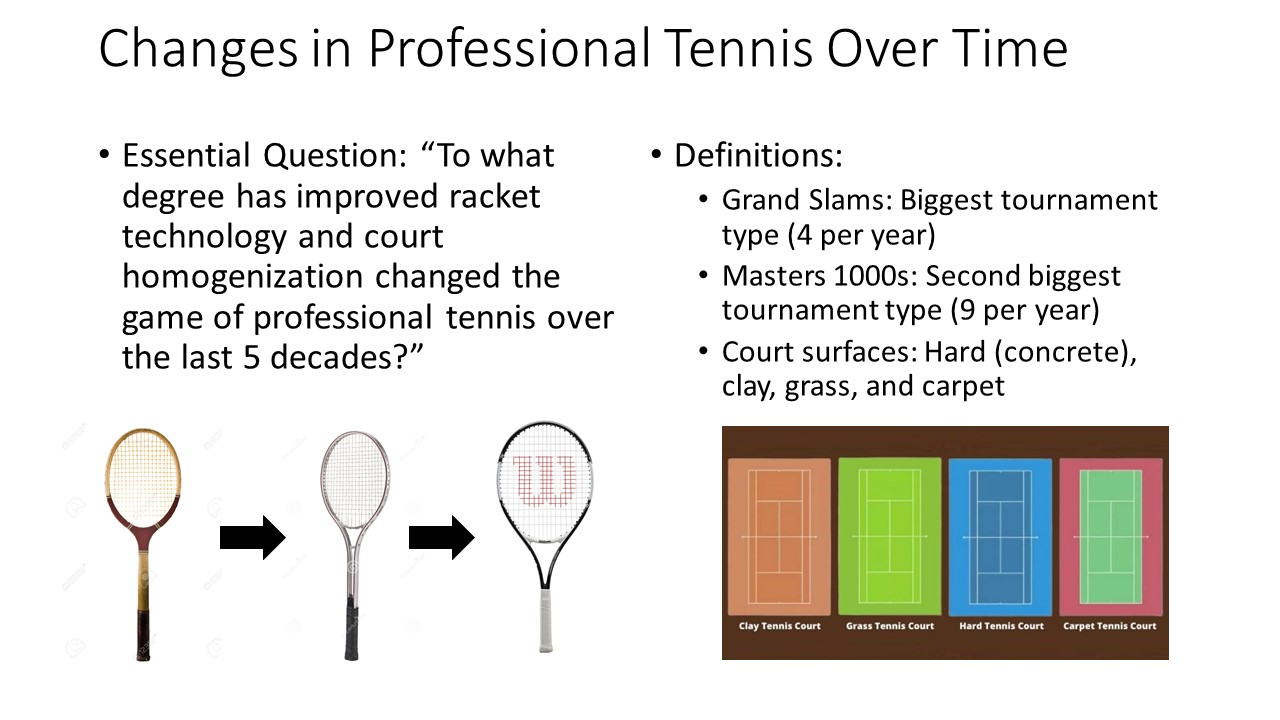 Changes in Professional Tennis Over Time
• Essential Question: “To what
degree has improved racket
technology and court
homogenization changed the
game of professional tennis over
the last 5 decades?”
• Definitions:
• Grand Slams: Biggest tournament
type (4 per year)
• Masters 1000s: Second biggest
tournament type (9 per year)
• Court surfaces: Hard (concrete),
clay, grass, and carpet
W
Clay Tennis Court
Grass Tennis Court
Hard Tennis Court
Carpet Tennis Court